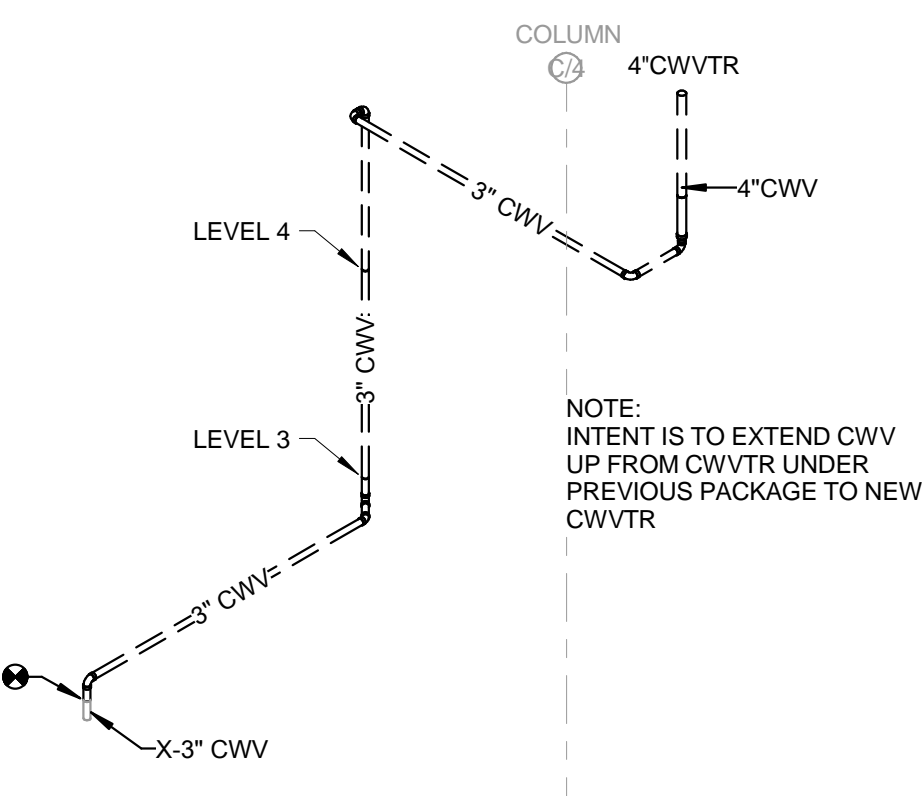 COLUMN
C/4
4"CWVTR
3" CWV
4"CWV
LEVEL 4
3" CWV
NOTE:
INTENT IS TO EXTEND CWV
UP FROM CWVTR UNDER
PREVIOUS PACKAGE TO NEW
CWVTR
LEVEL 3
3" CWV
X-3" CWV